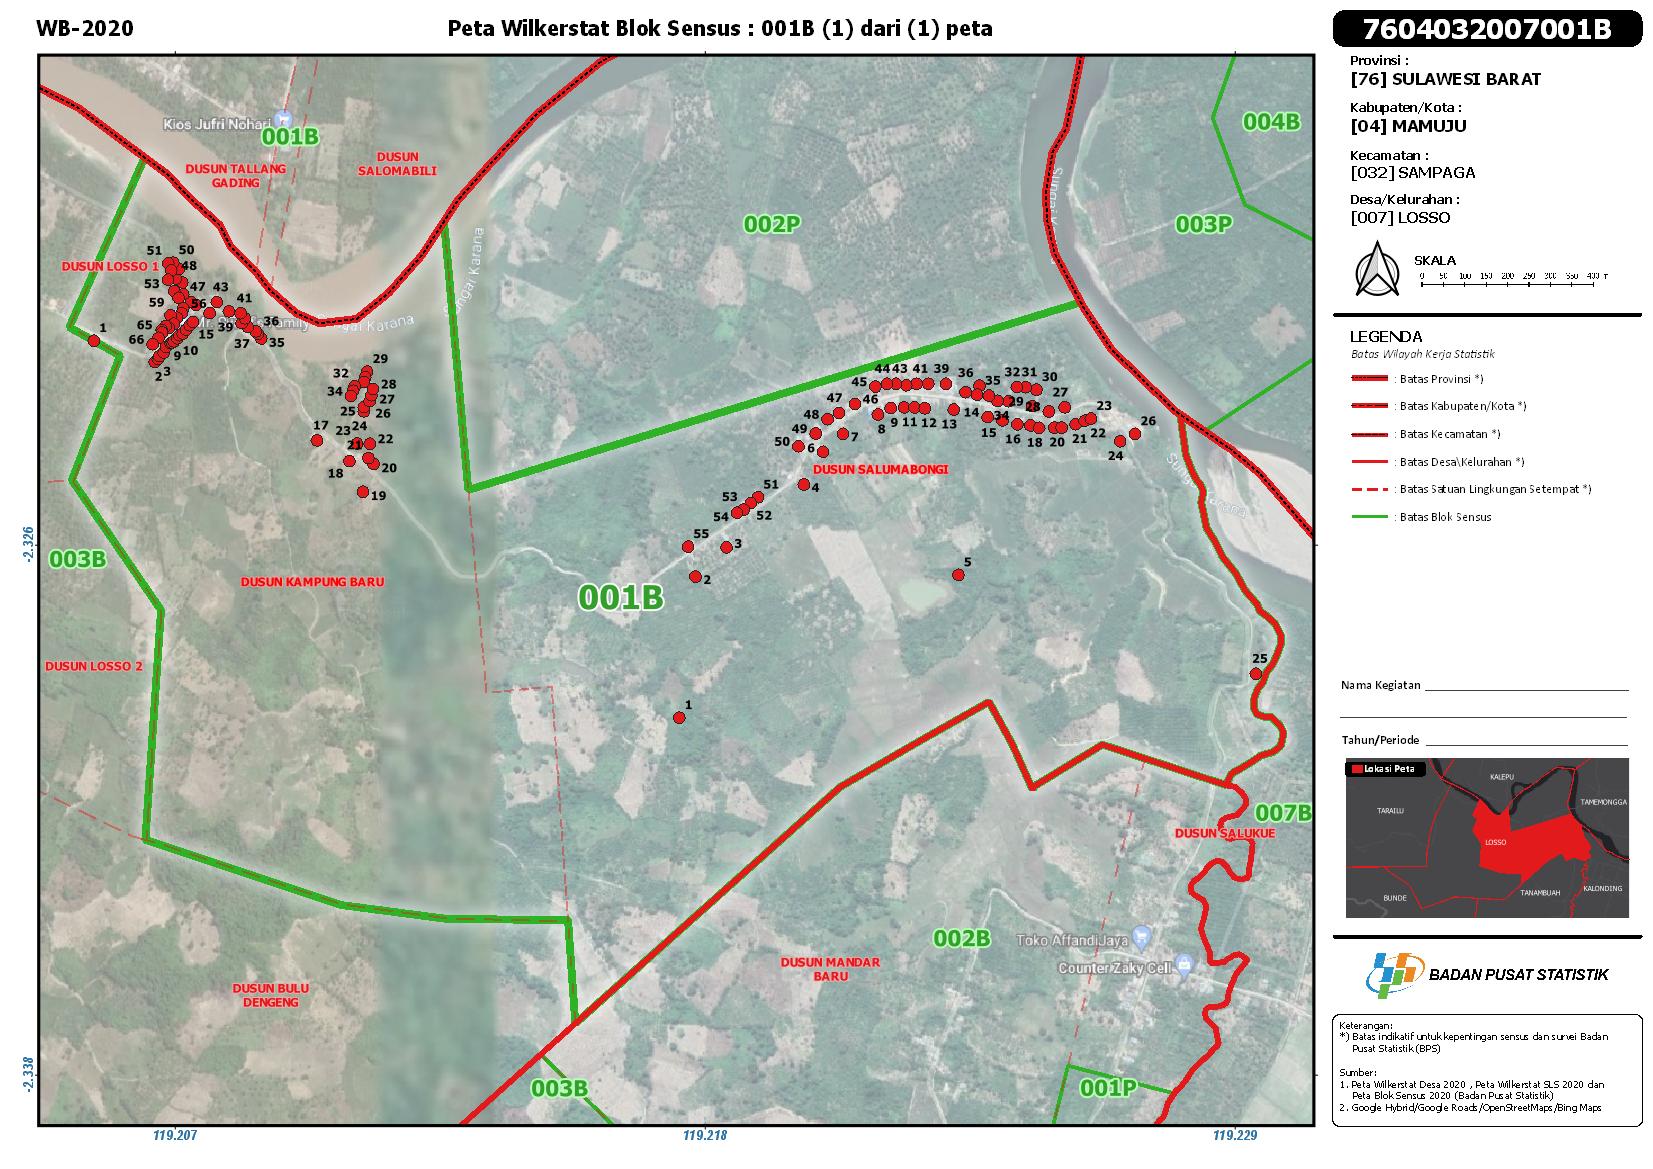 WB-2020
Peta Wilkerstat Blok Sensus : 001B (1) dari (1) peta
7604032007001B
Provinsi :
[76] SULAWESI BARAT
Kabupaten/Kota :
[04] MAMUJU
Kecamatan :
[032] SAMPAGA
Desa/Kelurahan :
[007] LOSSO
SKALA
0 50 100 150 200 250 300 350 400 m
LEGENDA
Batas Wilayah Kerja Statistik
: Batas Provinsi *)
: Batas Kabupaten/Kota *)
: Batas Kecamatan *)
: Batas Desa\Kelurahan *)
: Batas Satuan Lingkungan Setempat *)
: Batas Blok Sensus
Nama Kegiatan
Tahun/Periode
Lokasi Peta
KALEPU
TARAILU
TAMEMONGGA
LOSSO
TANAMBUAH
KALONDING
BUNDE
BADAN PUSAT STATISTIK
Keterangan:
*) Batas indikatif untuk kepentingan sensus dan survei Badan
Pusat Statistik (BPS)
Sumber:
1. Peta Wilkerstat Desa 2020 , Peta Wilkerstat SLS 2020 dan
Peta Blok Sensus 2020 (Badan Pusat Statistik)
2. Google Hybrid/Google Roads/OpenStreetMaps/Bing Maps
Kios Jufri Nohari
001B
004B
DUSUN TALLANG
GADING
DUSUN
SALOMABILI
002P
003P
Sungai Karana
DUSUN LOSSO 1
51 50
48
53
47
43
59
56
41
65
39
36
66
15
37
35
1
9
10
2
3
29
32
28
34
27
25
26
17
23
24
22
21
18
20
19
44 43 41 39
36
35
32 31 30
45
47
46
29
28
27
23
48
8
9 11 12 13
14
34
26
49
7
15
16
18
20
21
22
50
6
24
DUSUN SALUMABONGI
4
51
53
54
52
55
3
2
5
25
1
-2.326
003B
DUSUN KAMPUNG BARU
001B
DUSUN LOSSO 2
007B
DUSUN SALUKUE
002B
Toko AffandiJaya
Counter Zaky Cell
DUSUN MANDAR
BARU
DUSUN BULU
DENGENG
-2.338
003B
001P
119.207
119.218
119.229